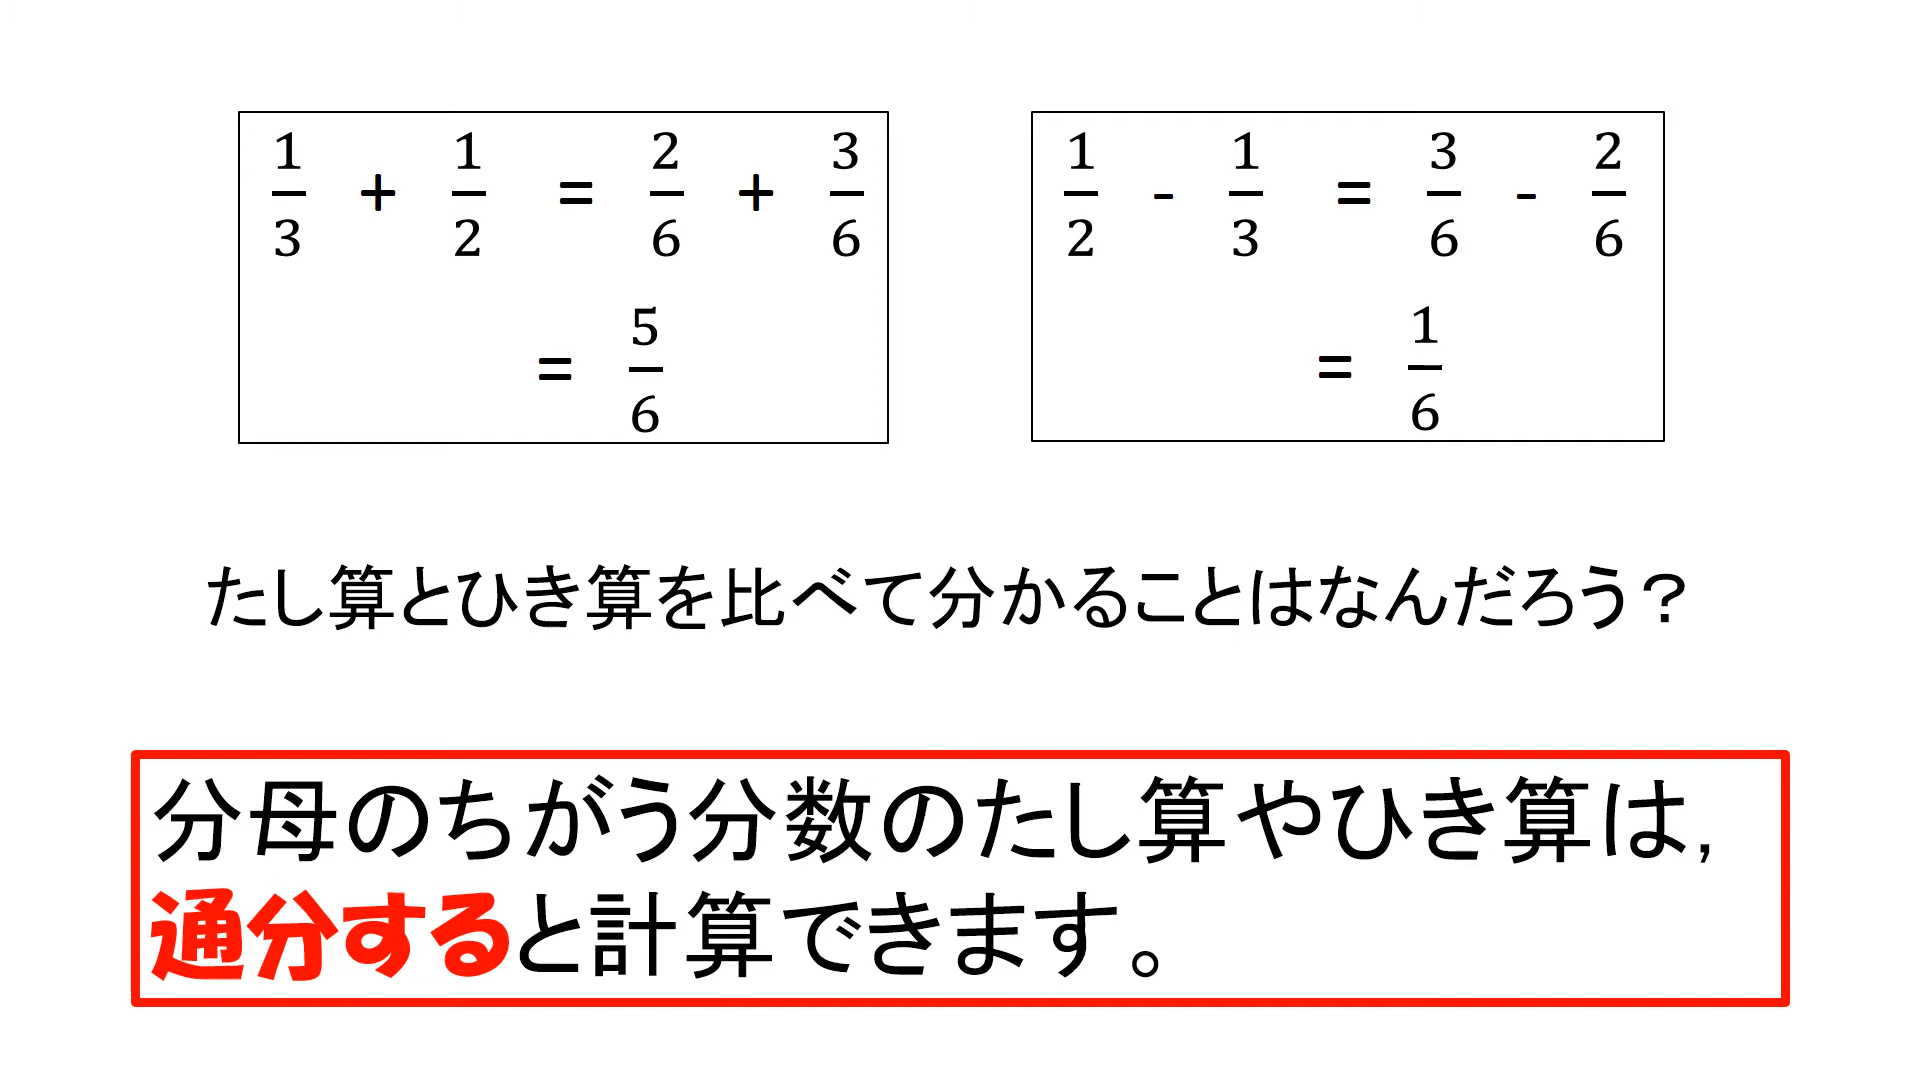 1/3 + 1/2 = 2/6 + 3/6
= 5/6
1/2 - 1/3 = 3/6 - 2/6
= 1/6
たし算とひき算を比べて分かることはなんだろう？
分母のちがう分数のたし算やひき算は,
通分すると計算できます。